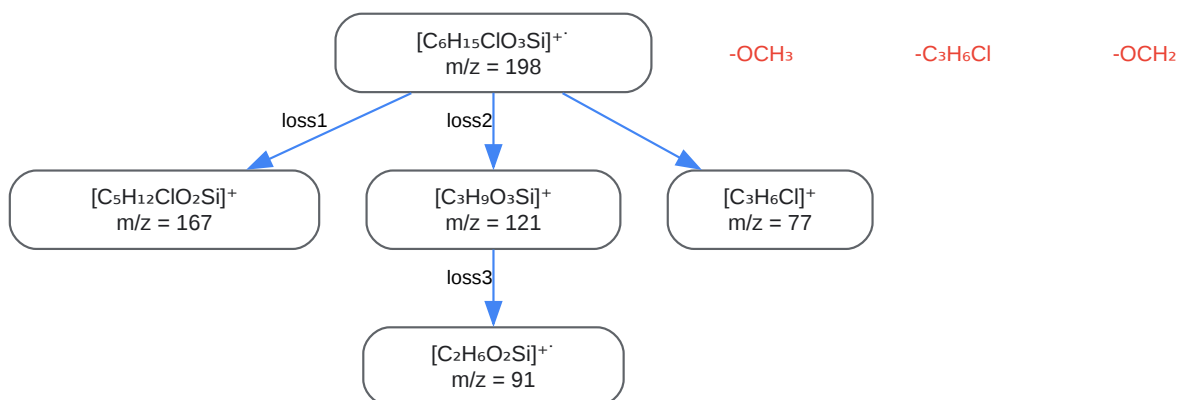 [C₆H₁₅ClO₃Si]⁺˙
m/z = 198
-OCH₃
-C₃H₆Cl
-OCH₂
loss1
loss2
[C₅H₁₂ClO₂Si]⁺
m/z = 167
[C₃H₉O₃Si]⁺
m/z = 121
[C₃H₆Cl]⁺
m/z = 77
loss3
[C₂H₆O₂Si]⁺˙
m/z = 91